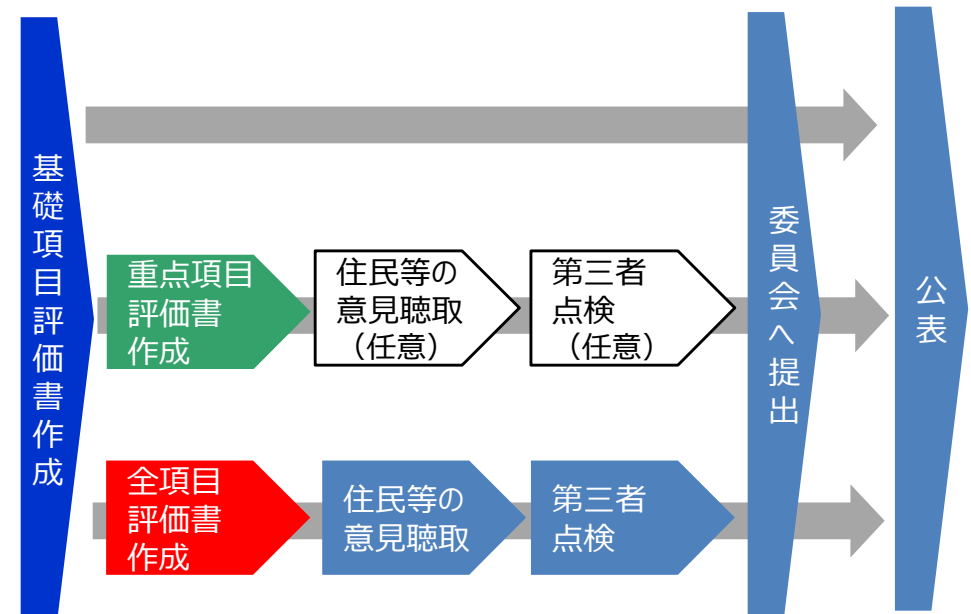 基礎項目評価書作成
重点項目
評価書
作成
住民等の
意見聴取
（任意）
第三者
点検
（任意）
全項目
評価書
作成
住民等の
意見聴取
第三者
点検
委員会へ提出
公表